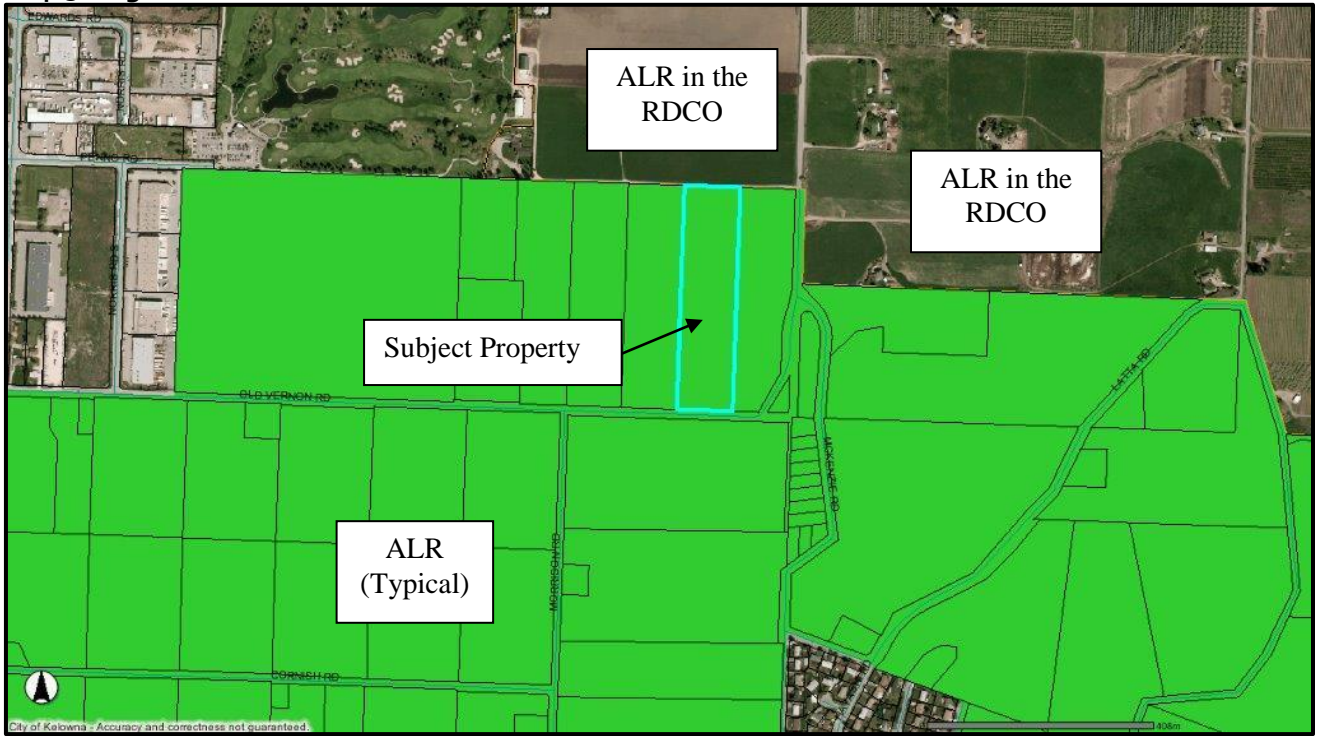 EDWARDS RD
ALR in the
RDCO
ALR in the
RDCO
Subject Property
OLD VERNON RD
LATTA RD
MCKENZIE RD
MORRISON RD
ALR
(Typical)
CORNISH RD
City of Kelowna - Accuracy and correctness not guaranteed.
408m